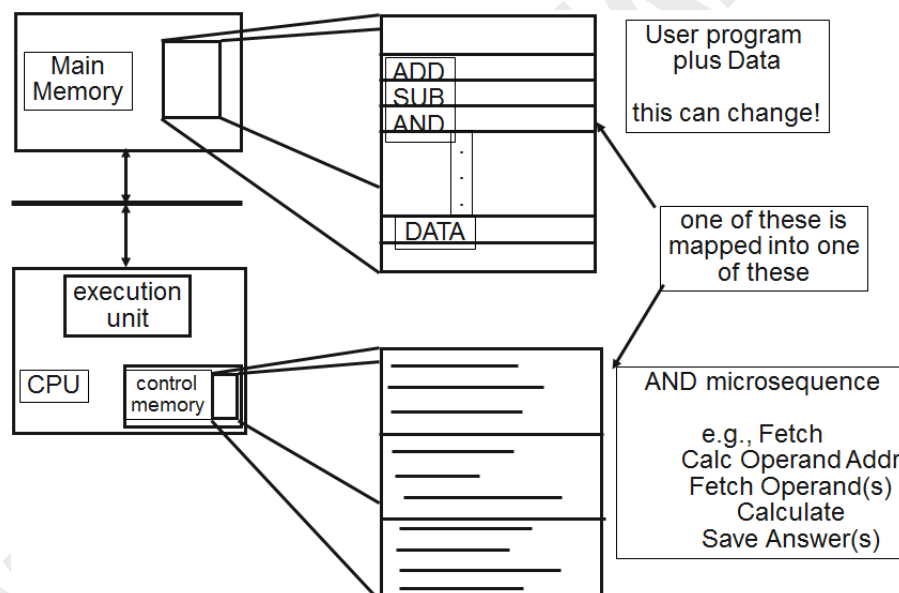 Main
Memory
ADD
SUB
AND
.
.
.
DATA
User program
plus Data
this can change!
one of these is
mapped into one
of these
execution
unit
CPU
control
memory
AND microsequence
e.g., Fetch
Calc Operand Addr
Fetch Operand(s)
Calculate
Save Answer(s)